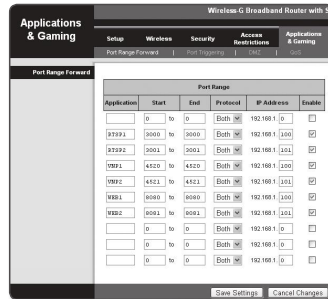 Wireless-G Broadband Router with S
Applications & Gaming
Setup Wireless Security Access Restrictions Applications & Gaming
Port Range Forward | Port Triggering | DMZ | QoS
Port Range Forward
Port Range
Application Start End Protocol IP Address Enable
0 to 0 Both 192.168.1. 0
RTSP1 3000 to 3000 Both 192.168.1. 100
RTSP2 3001 to 3001 Both 192.168.1. 101
VNP1 4520 to 4520 Both 192.168.1. 100
VNP2 4521 to 4521 Both 192.168.1. 101
WEB1 8080 to 8080 Both 192.168.1. 100
WEB2 8081 to 8081 Both 192.168.1. 101
0 to 0 Both 192.168.1. 0
0 to 0 Both 192.168.1. 0
0 to 0 Both 192.168.1. 0
Save Settings Cancel Changes